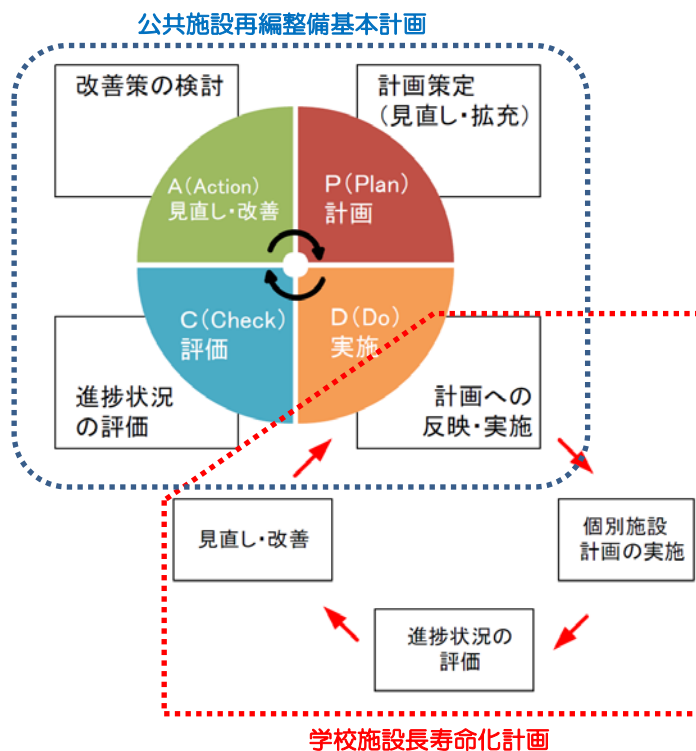 公共施設再編整備基本計画
改善策の検討
計画策定
(見直し・拡充)
A(Action)
見直し・改善
P(Plan)
計画
C(Check)
評価
D(Do)
実施
進捗状況
の評価
計画への
反映・実施
見直し・改善
個別施設
計画の実施
進捗状況の
評価
学校施設長寿命化計画